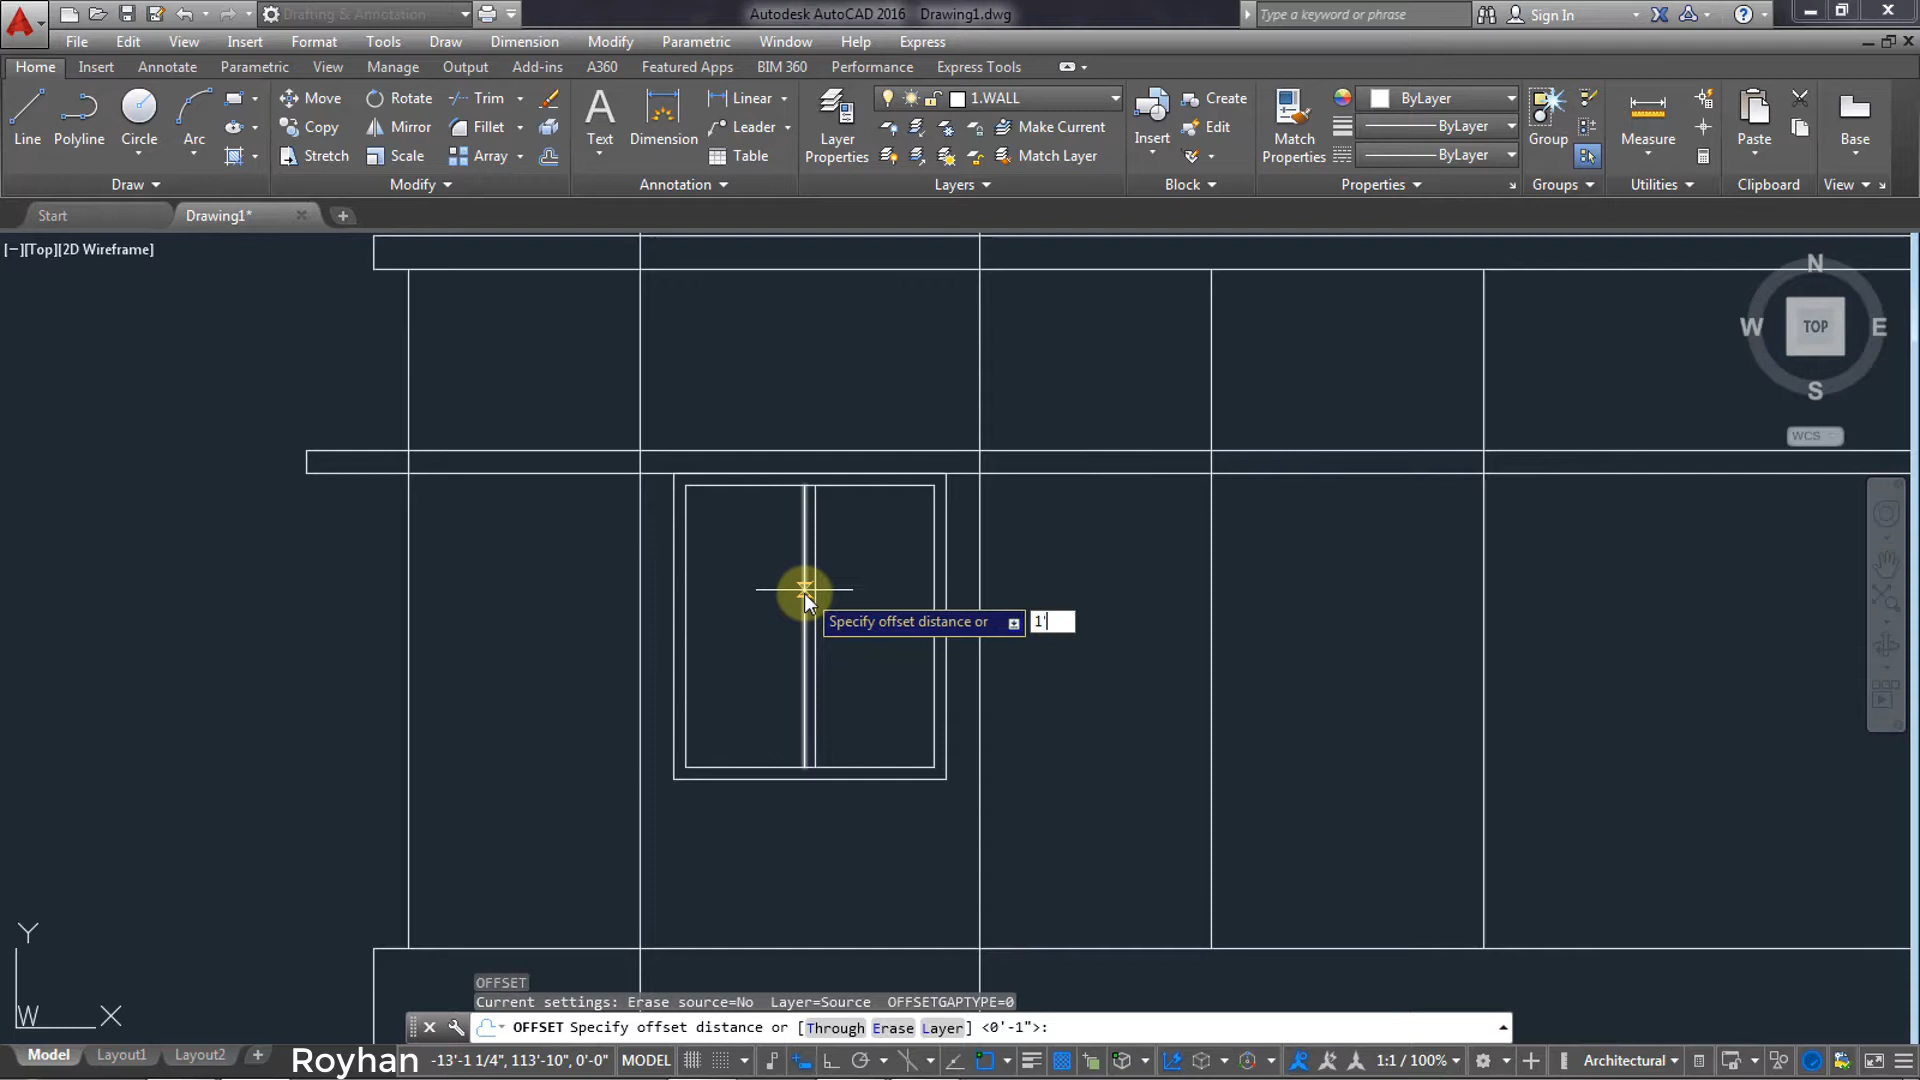 Drafting & Annotation
Autodesk AutoCAD 2016 Drawing1.dwg
Type a keyword or phrase
Sign In
File Edit View Insert Format Tools Draw Dimension Modify Parametric Window Help Express
Home Insert Annotate Parametric View Manage Output Add-ins A360 Featured Apps BIM 360 Performance Express Tools
Line Polyline Circle Arc
Move Rotate Trim
Copy Mirror Fillet
Stretch Scale Array
Text Dimension
Linear
Leader
Table
Layer Properties
1.WALL
Make Current
Match Layer
Insert
Create
Edit
Match Properties
ByLayer
ByLayer
ByLayer
Group
Measure
Paste
Base
Draw Modify Annotation Layers Block Properties Groups Utilities Clipboard View
Start Drawing1*
[−][Top][2D Wireframe]
N
W TOP E
S
WCS
Specify offset distance or 1'
Y
W X
OFFSET
Current settings: Erase source=No Layer=Source OFFSETGAPTYPE=0
OFFSET Specify offset distance or [Through Erase Layer] <0'-1">:
Model Layout1 Layout2 Royhan -13'-1 1/4", 113'-10", 0'-0" MODEL 1:1 / 100% Architectural